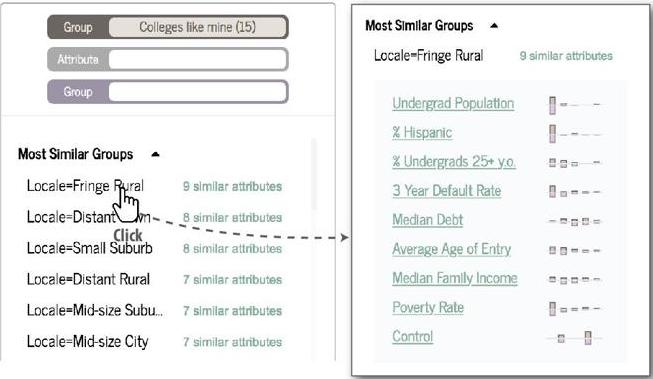 Group Colleges like mine (15)
Attribute
Group
Most Similar Groups
Locale=Fringe Rural 9 similar attributes
Locale=Distant wn 8 similar attributes
Click
Locale=Small Suburb 8 similar attributes
Locale=Distant Rural 7 similar attributes
Locale=Mid-size Subu... 7 similar attributes
Locale=Mid-size City 7 similar attributes
Most Similar Groups
Locale=Fringe Rural 9 similar attributes
Undergrad Population
% Hispanic
% Undergrads 25+ y.o.
3 Year Default Rate
Median Debt
Average Age of Entry
Median Family Income
Poverty Rate
Control